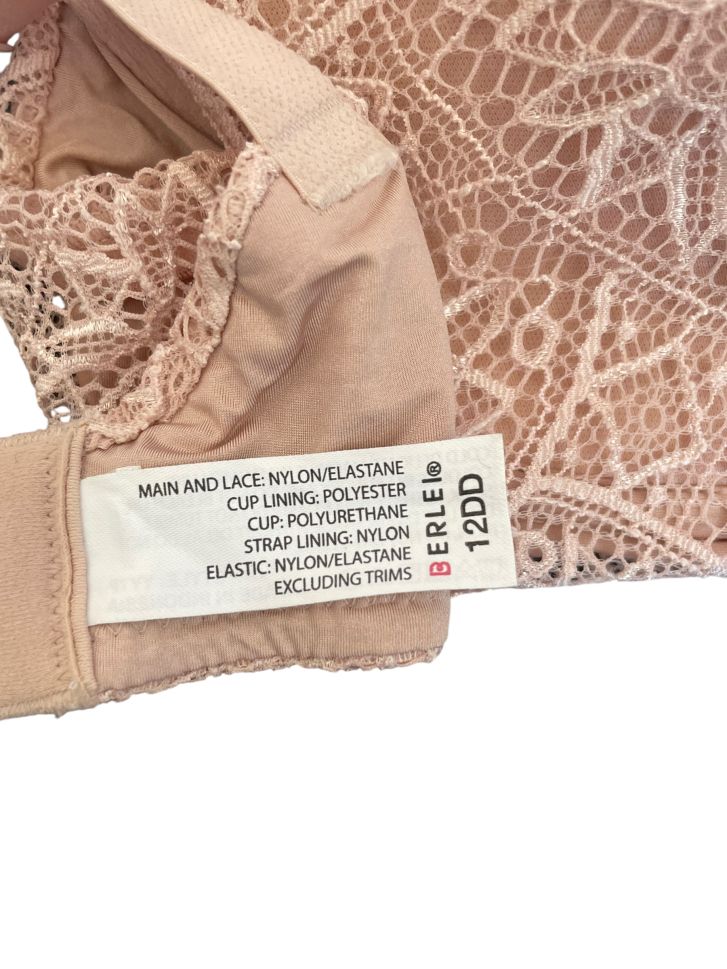 MAIN AND LACE: NYLON/ELASTANE
CUP LINING: POLYESTER
CUP: POLYURETHANE
STRAP LINING: NYLON
ELASTIC: NYLON/ELASTANE
EXCLUDING TRIMS
BERLEI®
12DD